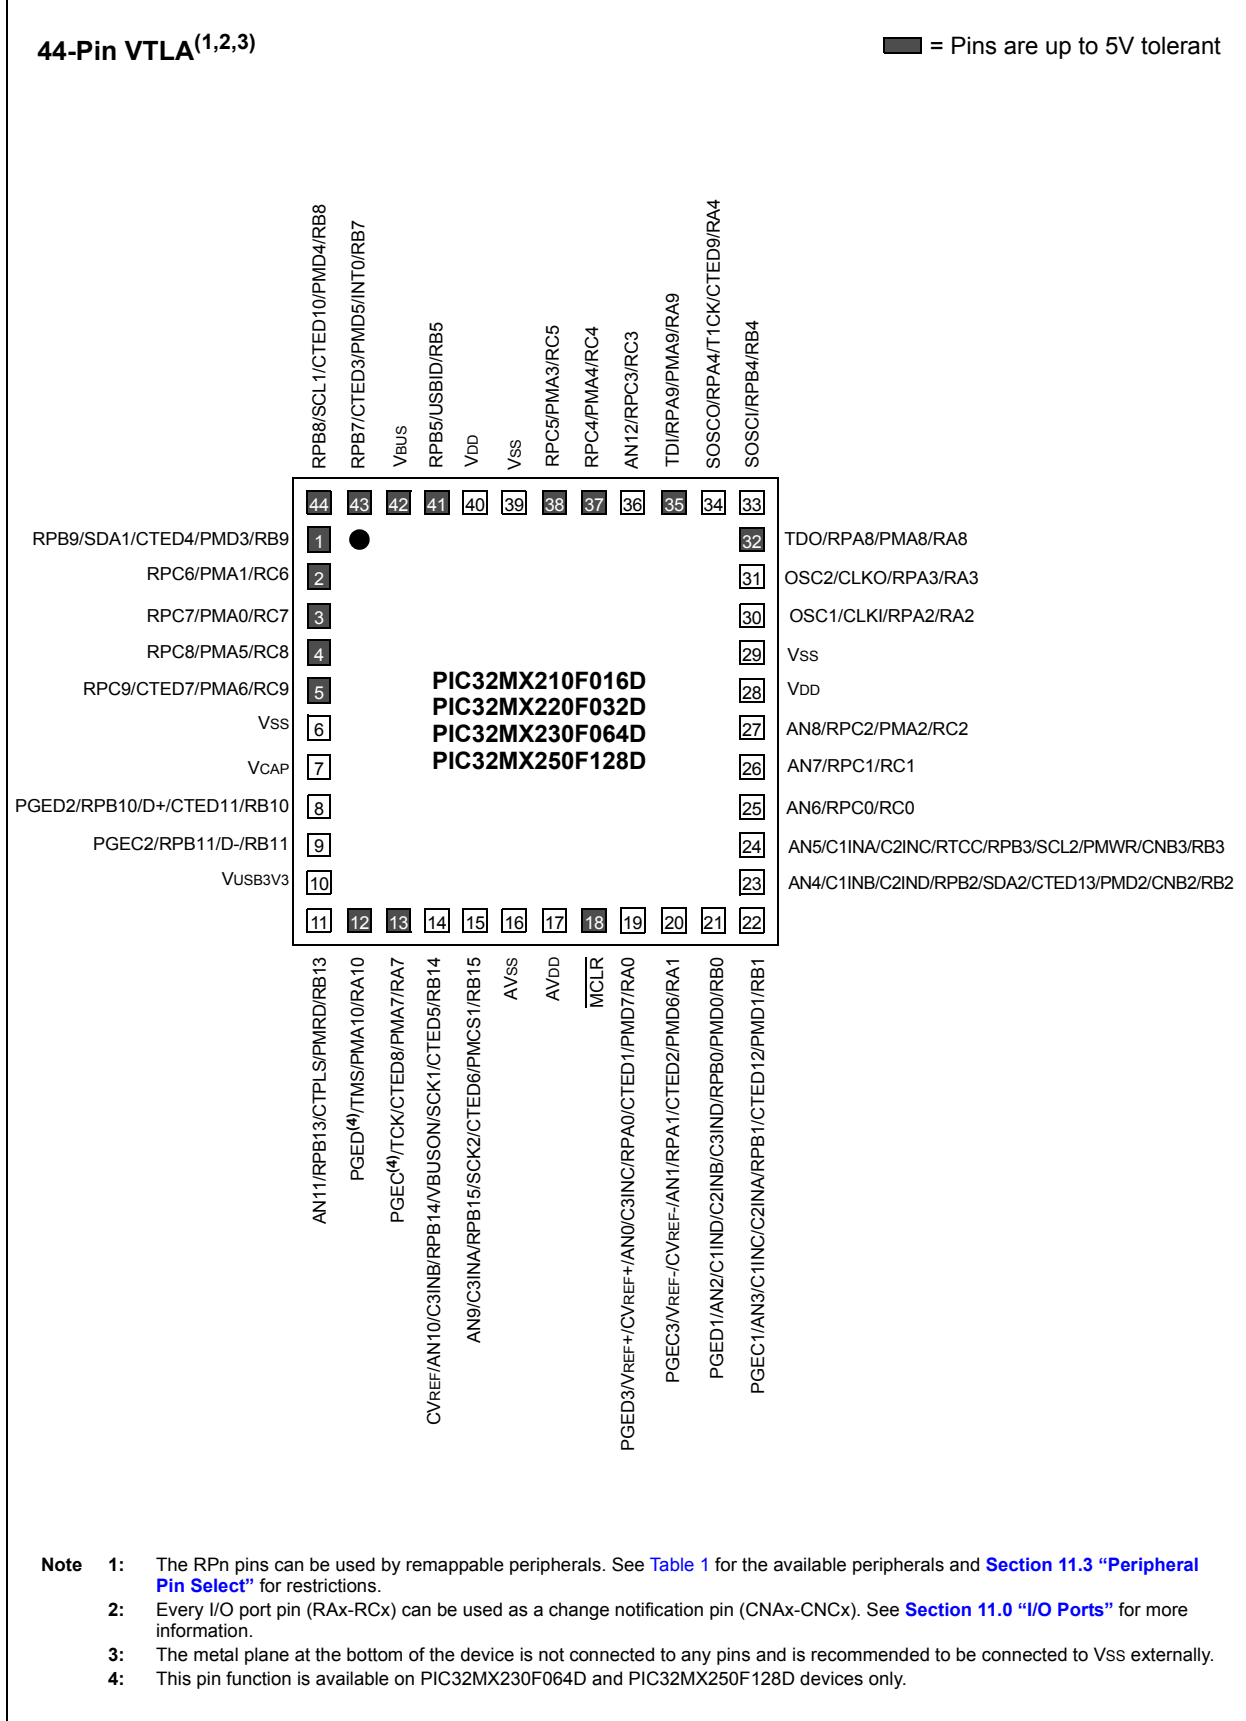 44-Pin VTLA(1,2,3)
= Pins are up to 5V tolerant
RPB8/SCL1/CTED10/PMD4/RB8
RPB7/CTED3/PMD5/INT0/RB7
VBUS
RPB5/USBID/RB5
VDD
VSS
RPC5/PMA3/RC5
RPC4/PMA4/RC4
AN12/RPC3/RC3
TDI/RPA9/PMA9/RA9
SOSCO/RPA4/T1CK/CTED9/RA4
SOSCI/RPB4/RB4
44 43 42 41 40 39 38 37 36 35 34 33
RPB9/SDA1/CTED4/PMD3/RB9 1
RPC6/PMA1/RC6 2
RPC7/PMA0/RC7 3
RPC8/PMA5/RC8 4
RPC9/CTED7/PMA6/RC9 5
VSS 6
VCAP 7
PGED2/RPB10/D+/CTED11/RB10 8
PGEC2/RPB11/D-/RB11 9
VUSB3V3 10
PIC32MX210F016D
PIC32MX220F032D
PIC32MX230F064D
PIC32MX250F128D
32 TDO/RPA8/PMA8/RA8
31 OSC2/CLKO/RPA3/RA3
30 OSC1/CLKI/RPA2/RA2
29 VSS
28 VDD
27 AN8/RPC2/PMA2/RC2
26 AN7/RPC1/RC1
25 AN6/RPC0/RC0
24 AN5/C1INA/C2INC/RTCC/RPB3/SCL2/PMWR/CNB3/RB3
23 AN4/C1INB/C2IND/RPB2/SDA2/CTED13/PMD2/CNB2/RB2
11 12 13 14 15 16 17 18 19 20 21 22
AN11/RPB13/CTPLS/PMRD/RB13
PGED(4)/TMS/PMA10/RA10
PGEC(4)/TCK/CTED8/PMA7/RA7
CVREF/AN10/C3INB/RPB14/VBUSON/SCK1/CTED5/RB14
AN9/C3INA/RPB15/SCK2/CTED6/PMCS1/RB15
AVSS
AVDD
MCLR
PGED3/VREF+/CVREF+/AN0/C3INC/RPA0/CTED1/PMD7/RA0
PGEC3/VREF-/CVREF-/AN1/RPA1/CTED2/PMD6/RA1
PGED1/AN2/C1IND/C2INB/C3IND/RPB0/PMD0/RB0
PGEC1/AN3/C1INC/C2INA/RPB1/CTED12/PMD1/RB1
Note 1: The RPn pins can be used by remappable peripherals. See Table 1 for the available peripherals and Section 11.3 “Peripheral
Pin Select” for restrictions.
2: Every I/O port pin (RAx-RCx) can be used as a change notification pin (CNAx-CNCx). See Section 11.0 “I/O Ports” for more
information.
3: The metal plane at the bottom of the device is not connected to any pins and is recommended to be connected to VSS externally.
4: This pin function is available on PIC32MX230F064D and PIC32MX250F128D devices only.